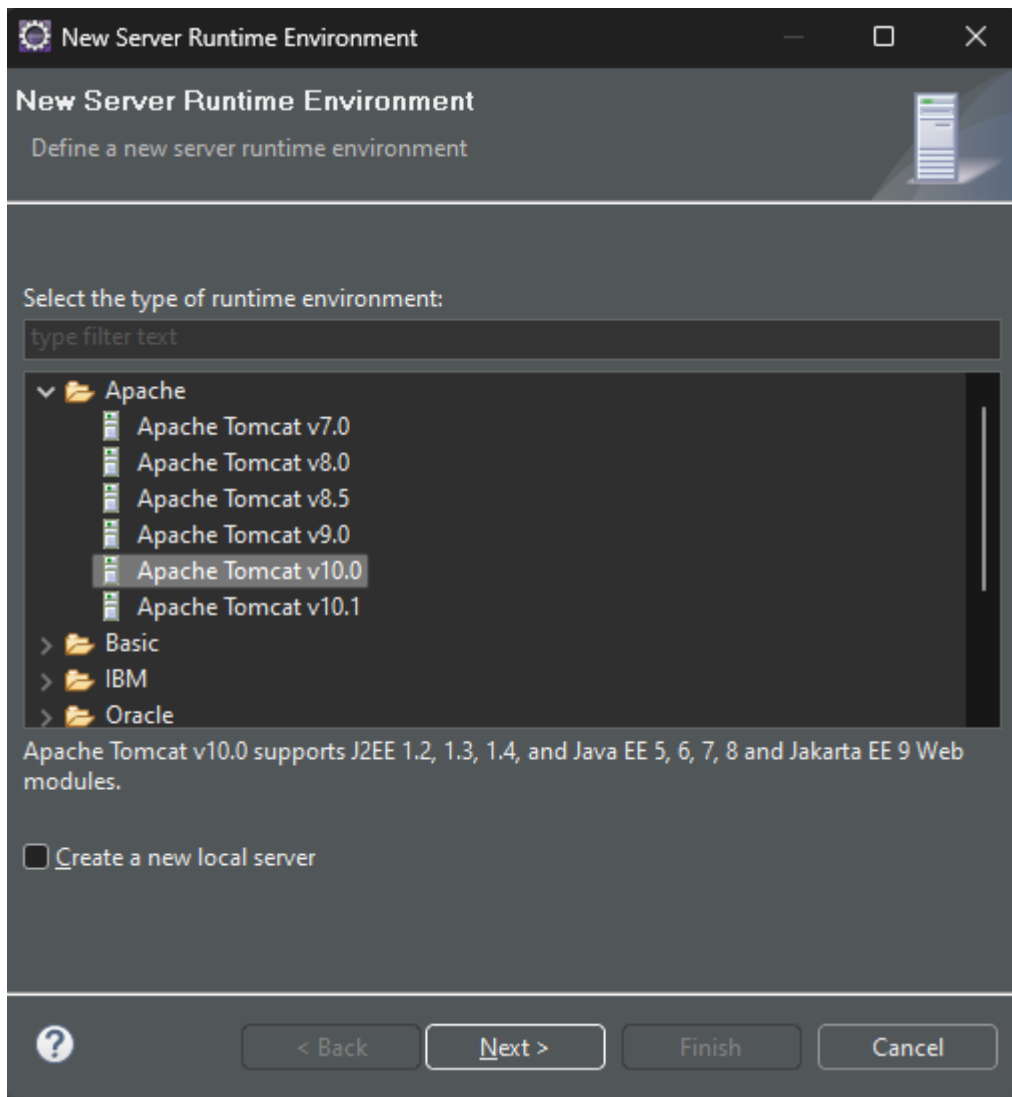 New Server Runtime Environment
New Server Runtime Environment
Define a new server runtime environment
Select the type of runtime environment:
type filter text
Apache
Apache Tomcat v7.0
Apache Tomcat v8.0
Apache Tomcat v8.5
Apache Tomcat v9.0
Apache Tomcat v10.0
Apache Tomcat v10.1
Basic
IBM
Oracle
Apache Tomcat v10.0 supports J2EE 1.2, 1.3, 1.4, and Java EE 5, 6, 7, 8 and Jakarta EE 9 Web
modules.
Create a new local server
? < Back Next > Finish Cancel